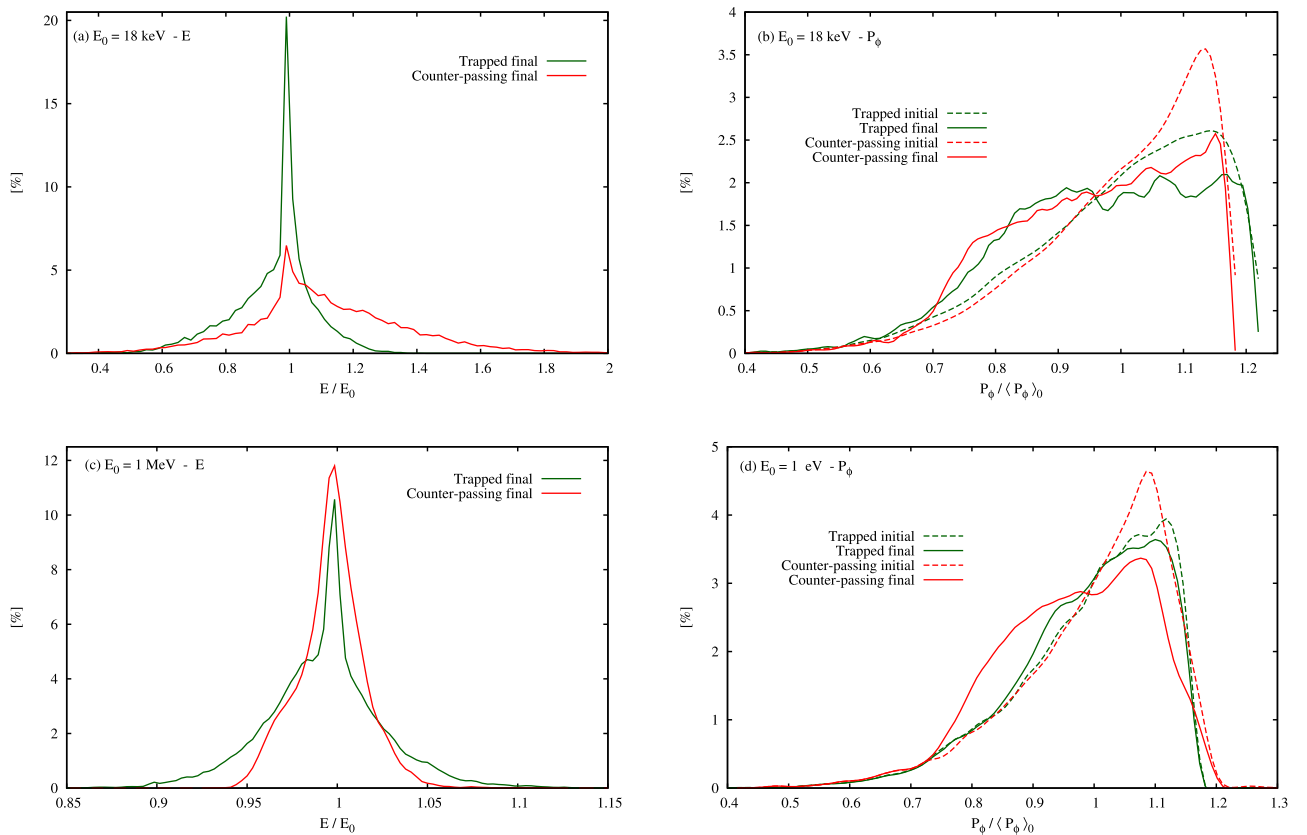 (a) E₀ = 18 keV - E
Trapped final
Counter-passing final
[%]
20
15
10
5
0
0.4 0.6 0.8 1 1.2 1.4 1.6 1.8 2
E / E₀
(b) E₀ = 18 keV - P_ϕ
Trapped initial
Trapped final
Counter-passing initial
Counter-passing final
[%]
4
3.5
3
2.5
2
1.5
1
0.5
0
0.4 0.5 0.6 0.7 0.8 0.9 1 1.1 1.2
P_ϕ / ⟨ P_ϕ ⟩₀
(c) E₀ = 1 MeV - E
Trapped final
Counter-passing final
[%]
12
10
8
6
4
2
0
0.85 0.9 0.95 1 1.05 1.1 1.15
E / E₀
(d) E₀ = 1 eV - P_ϕ
Trapped initial
Trapped final
Counter-passing initial
Counter-passing final
[%]
5
4
3
2
1
0
0.4 0.5 0.6 0.7 0.8 0.9 1 1.1 1.2 1.3
P_ϕ / ⟨ P_ϕ ⟩₀